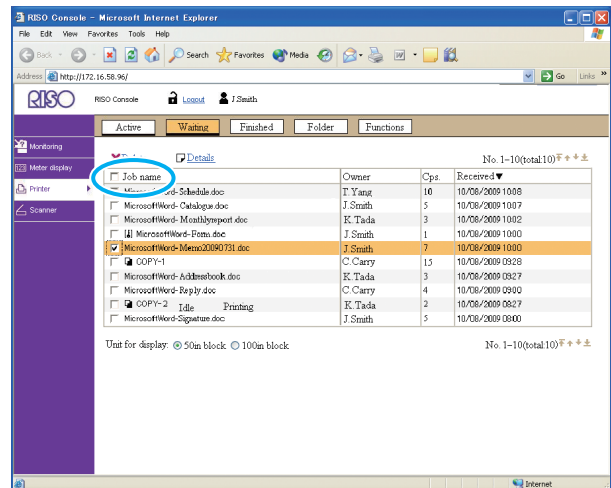 RISO Console - Microsoft Internet Explorer
File Edit View Favorites Tools Help
Back Search Favorites Media
Address http://172.16.58.96/ Go Links »
RISO RISO Console Logout J.Smith
Active Waiting Finished Folder Functions
Monitoring
Meter display
Printer
Scanner
Details No. 1-10(total:10)
Job name Owner Cps. Received ▼
Schedule.doc T.Yang 10 10/08/2009 10:08
MicrosoftWord- Catalogue.doc J.Smith 5 10/08/2009 10:07
MicrosoftWord- Monthlyreport.doc K.Tada 3 10/08/2009 10:02
MicrosoftWord-Form.doc J.Smith 1 10/08/2009 10:00
MicrosoftWord-Memo20090731.doc J.Smith 7 10/08/2009 10:00
COPY-1 C.Carry 15 10/08/2009 09:28
MicrosoftWord-Addressbook.doc K.Tada 3 10/08/2009 09:27
MicrosoftWord-Reply.doc C.Carry 4 10/08/2009 09:00
COPY-2 Idle Printing K.Tada 2 10/08/2009 08:27
MicrosoftWord-Signature.doc J.Smith 5 10/08/2009 08:00
Unit for display: 50in block 100in block No. 1-10(total:10)
Internet